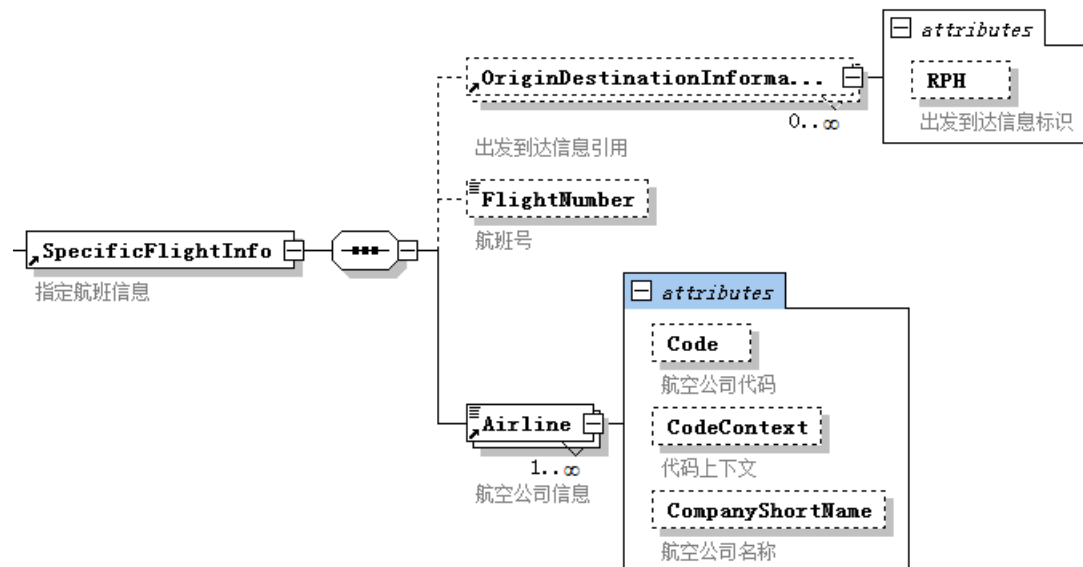 attributes
OriginDestinationInforma...
RPH
0..∞
出发到达信息标识
出发到达信息引用
FlightNumber
航班号
SpecificFlightInfo
指定航班信息
attributes
Code
航空公司代码
Airline
CodeContext
1..∞
代码上下文
航空公司信息
CompanyShortName
航空公司名称